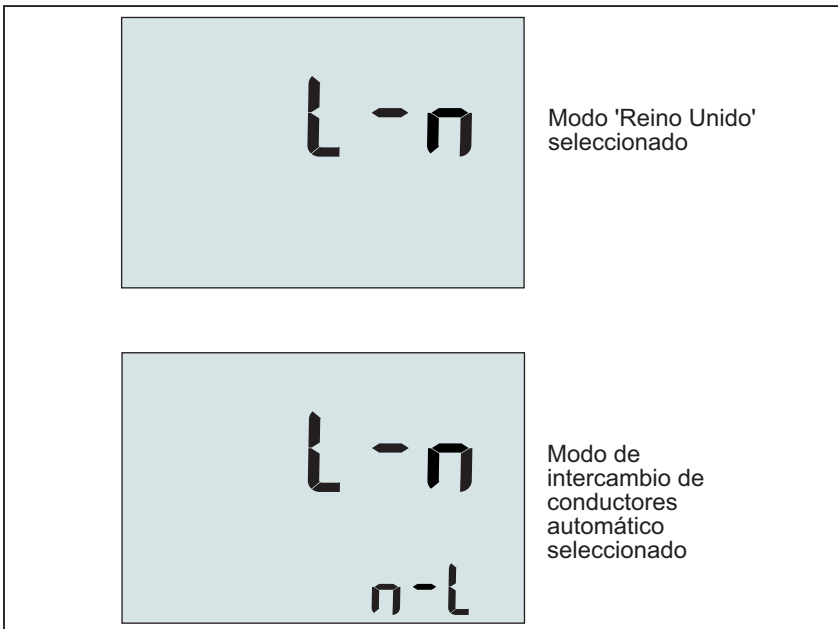 L-n
Modo 'Reino Unido'
seleccionado
L-n
n-L
Modo de
intercambio de
conductores
automático
seleccionado